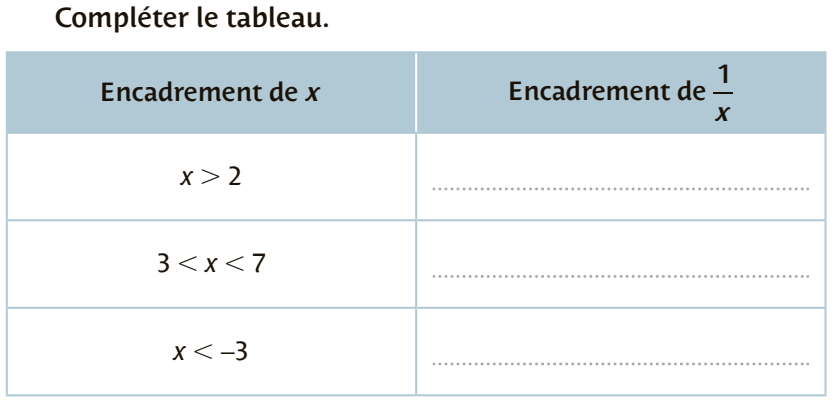 Compléter le tableau.
Encadrement de x
Encadrement de 1/x
x > 2
..............................................................
3 < x < 7
..............................................................
x < –3
..............................................................